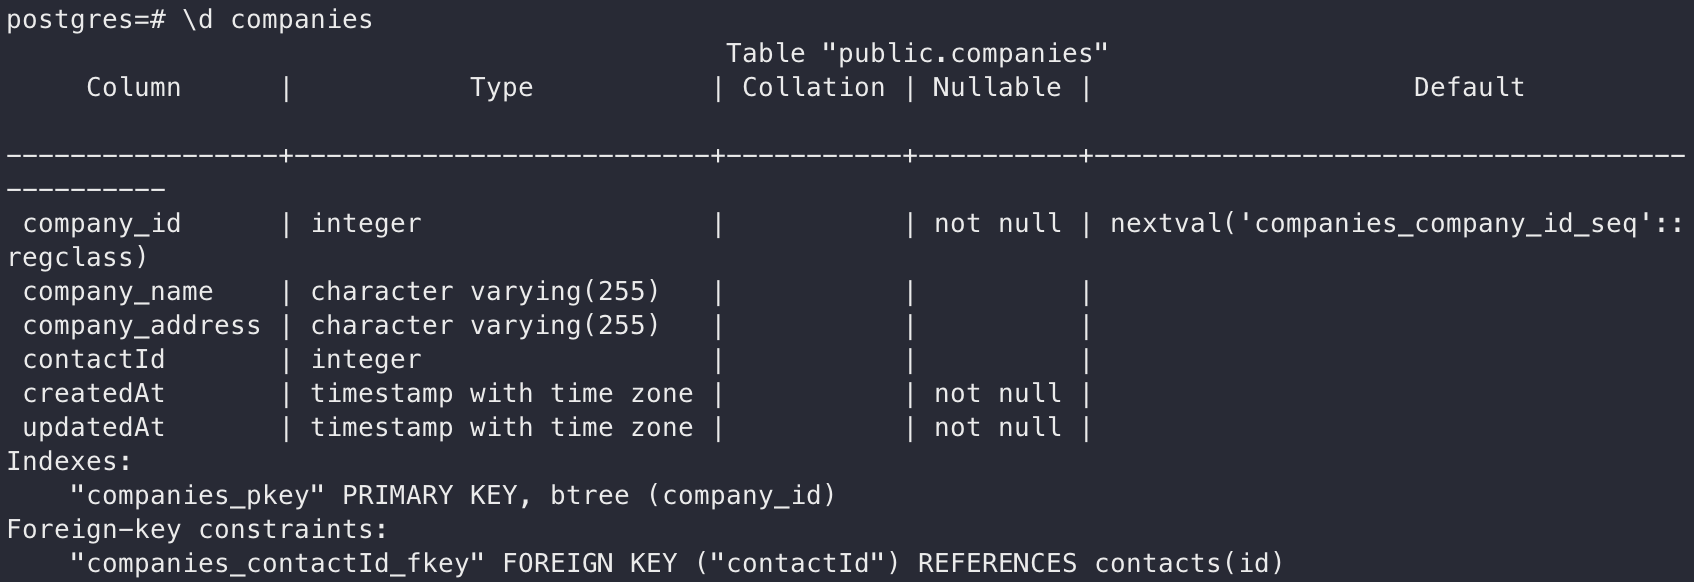 postgres=# \d companies
                                          Table "public.companies"
     Column      |           Type           | Collation | Nullable |                    Default
-----------------+--------------------------+-----------+----------+-------------------------------------
----------
 company_id      | integer                  |           | not null | nextval('companies_company_id_seq'::
regclass)
 company_name    | character varying(255)   |           |          |
 company_address | character varying(255)   |           |          |
 contactId       | integer                  |           |          |
 createdAt       | timestamp with time zone |           | not null |
 updatedAt       | timestamp with time zone |           | not null |
Indexes:
    "companies_pkey" PRIMARY KEY, btree (company_id)
Foreign-key constraints:
    "companies_contactId_fkey" FOREIGN KEY ("contactId") REFERENCES contacts(id)